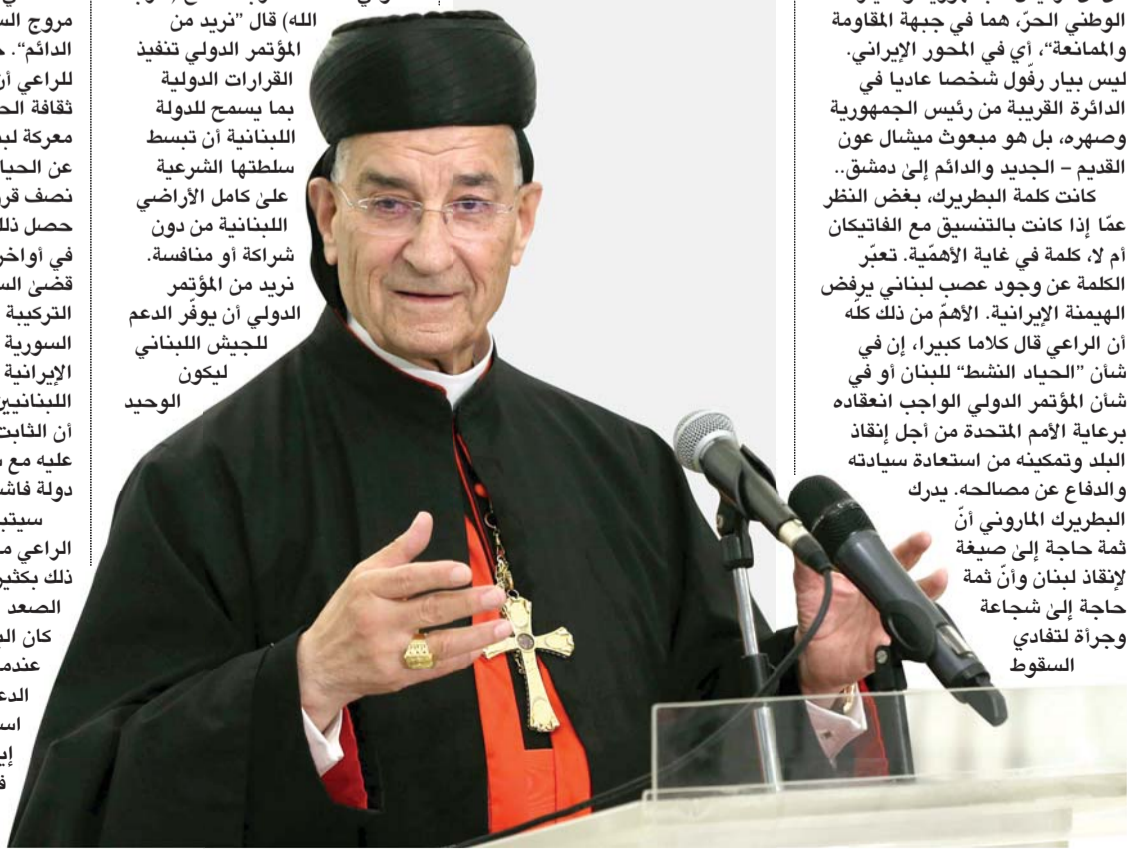 الوطني الحرّ، هما في جبهة المقاومة
والممانعة“، أي في المحور الإيراني.
ليس بيار رفّول شخصا عاديا في
الدائرة القريبة من رئيس الجمهورية
وصهره، بل هو مبعوث ميشال عون
القديم – الجديد والدائم إلىٰ دمشق..
كانت كلمة البطريرك، بغض النظر
عمّا إذا كانت بالتنسيق مع الفاتيكان
أم لا، كلمة في غاية الأهمّية. تعبّر
الكلمة عن وجود عصب لبناني يرفض
الهيمنة الإيرانية. الأهمّ من ذلك كلّه
أن الراعي قال كلاما كبيرا، إن في
شأن ”الحياد النشط“ للبنان أو في
شأن المؤتمر الدولي الواجب انعقاده
برعاية الأمم المتحدة من أجل إنقاذ
البلد وتمكينه من استعادة سيادته
والدفاع عن مصالحه. يدرك
البطريرك الماروني أنّ
ثمة حاجة إلىٰ صيغة
لإنقاذ لبنان وأنّ ثمة
حاجة إلىٰ شجاعة
وجرأة لتفادي
السقوط
الله) قال ”نريد من
المؤتمر الدولي تنفيذ
القرارات الدولية
بما يسمح للدولة
اللبنانية أن تبسط
سلطتها الشرعية
علىٰ كامل الأراضي
اللبنانية من دون
شراكة أو منافسة.
نريد من المؤتمر
الدولي أن يوفّر الدعم
للجيش اللبناني
ليكون
الوحيد
مروج
الدائم“.
للراعي
ثقافة
معركة
عن
نصف
حصل
في
قضىٰ
التركيبة
السورية
الإيرانية
اللبنانيين
أن الثابت
عليه مع
دولة
الراعي
ذلك بكثير
الصعد
كان